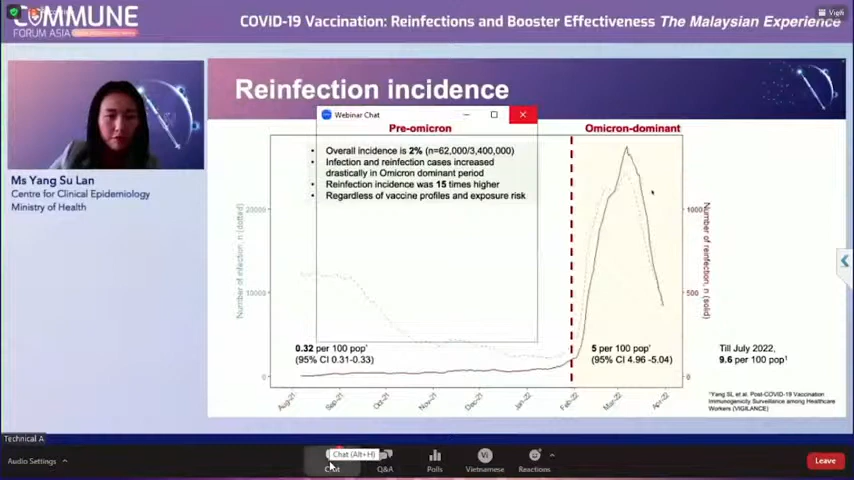 COMMUNE
FORUM ASIA
COVID-19 Vaccination: Reinfections and Booster Effectiveness The Malaysian Experience
View
Ms Yang Su Lan
Centre for Clinical Epidemiology
Ministry of Health
Reinfection incidence
Webinar Chat
Pre-omicron
Omicron-dominant
• Overall incidence is 2% (n=62,000/3,400,000)
• Infection and reinfection cases increased
drastically in Omicron dominant period
• Reinfection incidence was 15 times higher
• Regardless of vaccine profiles and exposure risk
Number of infection, n (dotted)
20000
10000
0
Number of reinfection, n (solid)
1000
500
0
0.32 per 100 pop*
(95% CI 0.31-0.33)
5 per 100 pop*
(95% CI 4.96 -5.04)
Till July 2022,
9.6 per 100 pop¹
Aug-21
Sep-21
Oct-21
Nov-21
Dec-21
Jan-22
Feb-22
Mar-22
Apr-22
¹Yang SL et al. Post-COVID-19 Vaccination
Immunogenicity Surveillance among Healthcare
Workers (VIGILANCE)
Technical A
Audio Settings
Chat (Alt+H)
Chat
Q&A
Polls
Vi
Vietnamese
Reactions
Leave